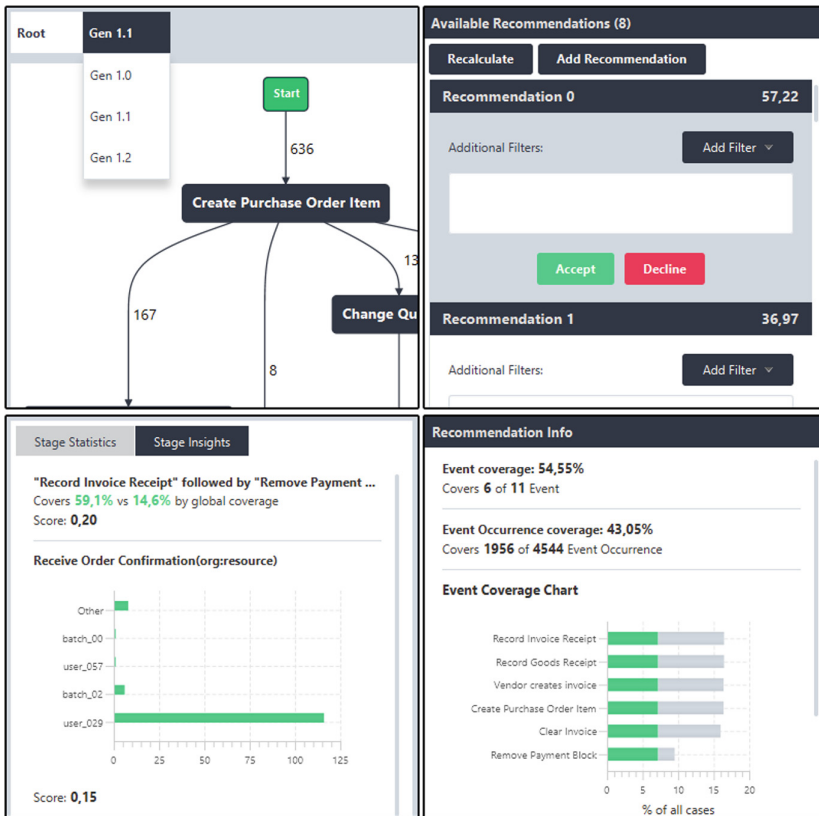 Root
Gen 1.1
Gen 1.0
Gen 1.1
Gen 1.2
Start
636
Create Purchase Order Item
13
167
Change Qu
8
Available Recommendations (8)
Recalculate
Add Recommendation
Recommendation 0
57,22
Additional Filters:
Add Filter
Accept
Decline
Recommendation 1
36,97
Additional Filters:
Add Filter
Stage Statistics
Stage Insights
"Record Invoice Receipt" followed by "Remove Payment ...
Covers 59,1% vs 14,6% by global coverage
Score: 0,20
Receive Order Confirmation(org:resource)
Other
batch_00
user_057
batch_02
user_029
0 25 50 75 100 125
Score: 0,15
Recommendation Info
Event coverage: 54,55%
Covers 6 of 11 Event
Event Occurrence coverage: 43,05%
Covers 1956 of 4544 Event Occurrence
Event Coverage Chart
Record Invoice Receipt
Record Goods Receipt
Vendor creates invoice
Create Purchase Order Item
Clear Invoice
Remove Payment Block
0 5 10 15 20
% of all cases